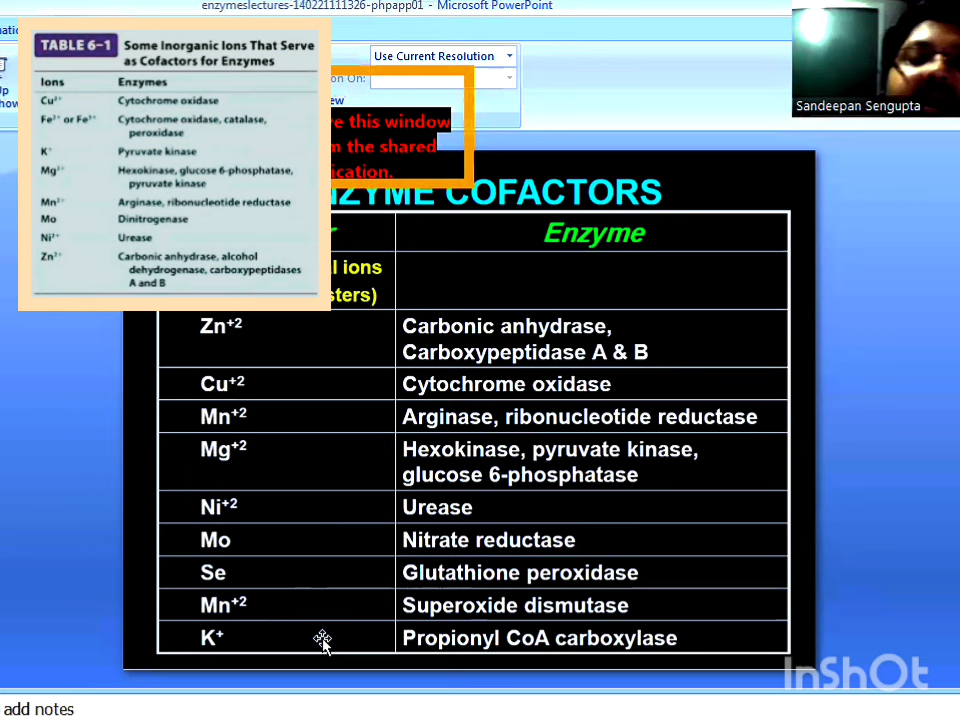 enzymeslectures-140221111326-phpapp01 - Microsoft PowerPoint
Use Current Resolution
on On:
ew
Sandeepan Sengupta
TABLE 6–1 Some Inorganic Ions That Serve
as Cofactors for Enzymes
Ions Enzymes
Cu²⁺ Cytochrome oxidase
Fe²⁺ or Fe³⁺ Cytochrome oxidase, catalase,
peroxidase
K⁺ Pyruvate kinase
Mg²⁺ Hexokinase, glucose 6-phosphatase,
pyruvate kinase
Mn²⁺ Arginase, ribonucleotide reductase
Mo Dinitrogenase
Ni²⁺ Urease
Zn²⁺ Carbonic anhydrase, alcohol
dehydrogenase, carboxypeptidases
A and B
e this window
the shared
ication.
NZYME COFACTORS
r Enzyme
l ions
sters)
Zn+2 Carbonic anhydrase,
Carboxypeptidase A & B
Cu+2 Cytochrome oxidase
Mn+2 Arginase, ribonucleotide reductase
Mg+2 Hexokinase, pyruvate kinase,
glucose 6-phosphatase
Ni+2 Urease
Mo Nitrate reductase
Se Glutathione peroxidase
Mn+2 Superoxide dismutase
K+ Propionyl CoA carboxylase
InShOt
add notes